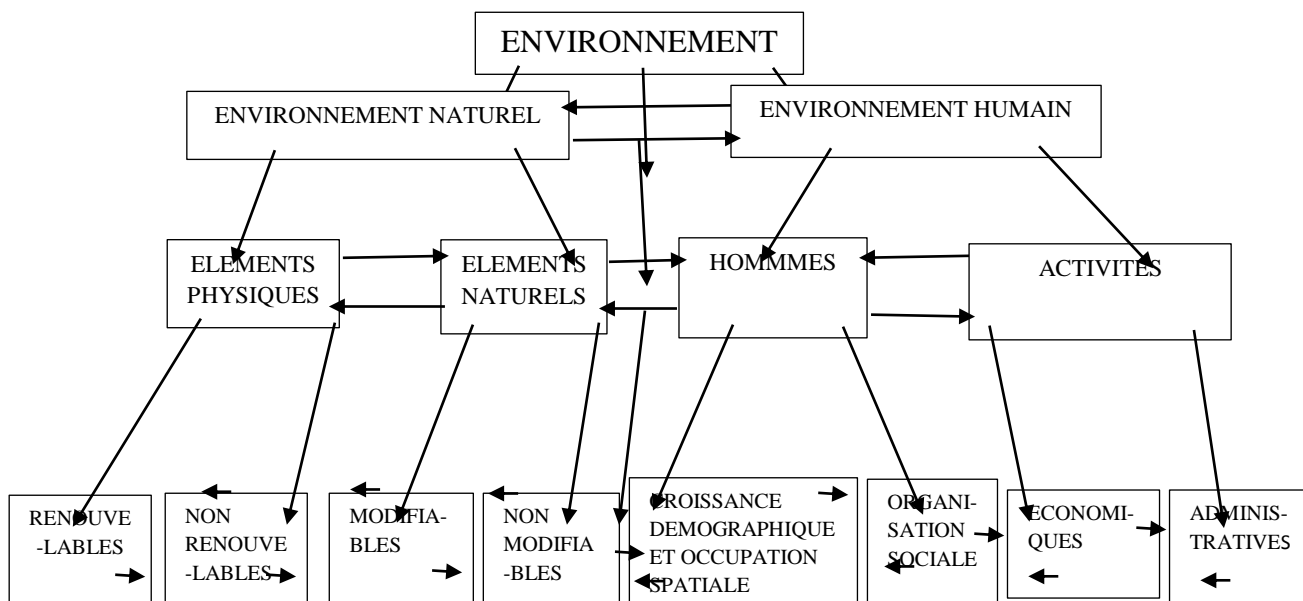 ENVIRONNEMENT
ENVIRONNEMENT NATUREL
ENVIRONNEMENT HUMAIN
ELEMENTS
PHYSIQUES
ELEMENTS
NATURELS
HOMMMES
ACTIVITES
RENOUVE
-LABLES
NON
RENOUVE
-LABLES
MODIFIA-
BLES
NON
MODIFIA
-BLES
CROISSANCE
DEMOGRAPHIQUE
ET OCCUPATION
SPATIALE
ORGANI-
SATION
SOCIALE
ECONOMI-
QUES
ADMINIS-
TRATIVES